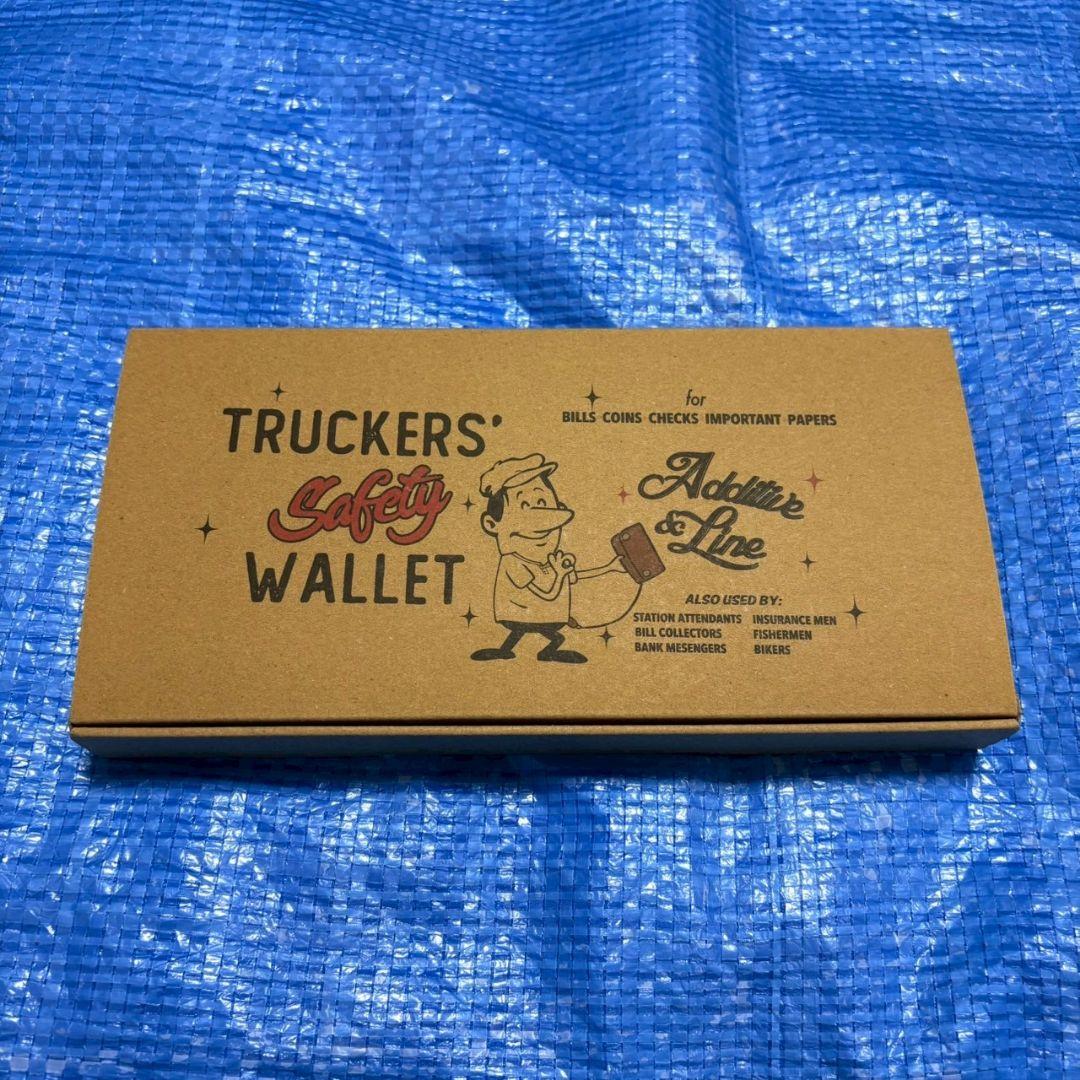 TRUCKERS'
Safety
WALLET
for
BILLS COINS CHECKS IMPORTANT PAPERS
Additive
& Line
ALSO USED BY:
STATION ATTENDANTS INSURANCE MEN
BILL COLLECTORS FISHERMEN
BANK MESENGERS BIKERS